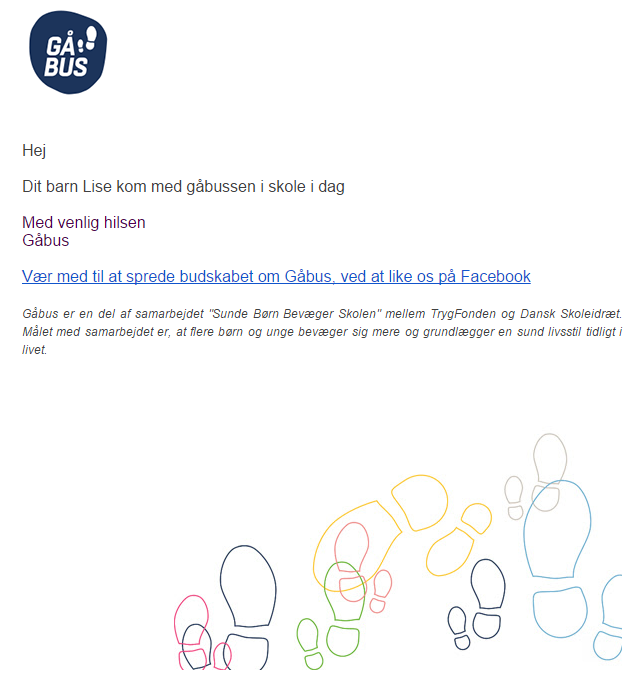 GÅ
BUS
Hej
Dit barn Lise kom med gåbussen i skole i dag
Med venlig hilsen
Gåbus
Vær med til at sprede budskabet om Gåbus, ved at like os på Facebook
Gåbus er en del af samarbejdet "Sunde Børn Bevæger Skolen" mellem TrygFonden og Dansk Skoleidræt.
Målet med samarbejdet er, at flere børn og unge bevæger sig mere og grundlægger en sund livsstil tidligt i
livet.